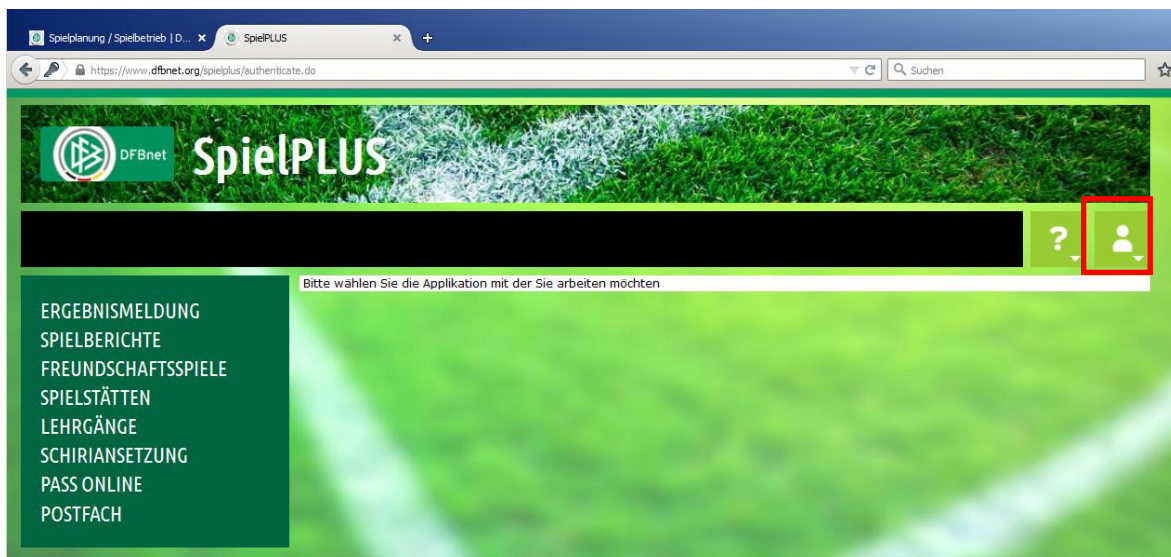 Spielplanung / Spielbetrieb | D... × SpielPLUS × +
https://www.dfbnet.org/spielplus/authenticate.do Suchen
DFB DFBnet SpielPLUS
?
Bitte wählen Sie die Applikation mit der Sie arbeiten möchten
ERGEBNISMELDUNG
SPIELBERICHTE
FREUNDSCHAFTSSPIELE
SPIELSTÄTTEN
LEHRGÄNGE
SCHIRIANSETZUNG
PASS ONLINE
POSTFACH